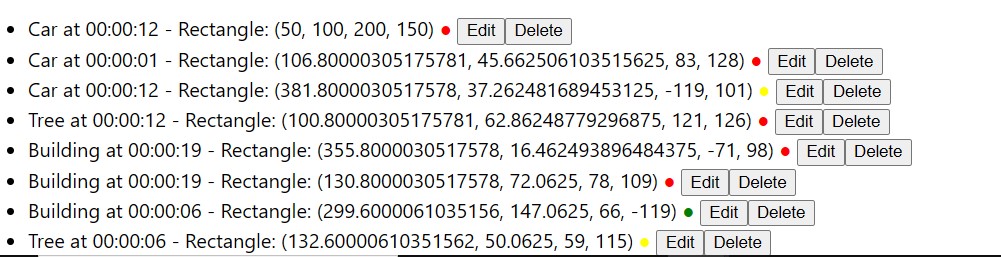 Car at 00:00:12 - Rectangle: (50, 100, 200, 150) Edit Delete
Car at 00:00:01 - Rectangle: (106.80000305175781, 45.662506103515625, 83, 128) Edit Delete
Car at 00:00:12 - Rectangle: (381.8000030517578, 37.262481689453125, -119, 101) Edit Delete
Tree at 00:00:12 - Rectangle: (100.80000305175781, 62.86248779296875, 121, 126) Edit Delete
Building at 00:00:19 - Rectangle: (355.8000030517578, 16.462493896484375, -71, 98) Edit Delete
Building at 00:00:19 - Rectangle: (130.8000030517578, 72.0625, 78, 109) Edit Delete
Building at 00:00:06 - Rectangle: (299.6000061035156, 147.0625, 66, -119) Edit Delete
Tree at 00:00:06 - Rectangle: (132.60000610351562, 50.0625, 59, 115) Edit Delete